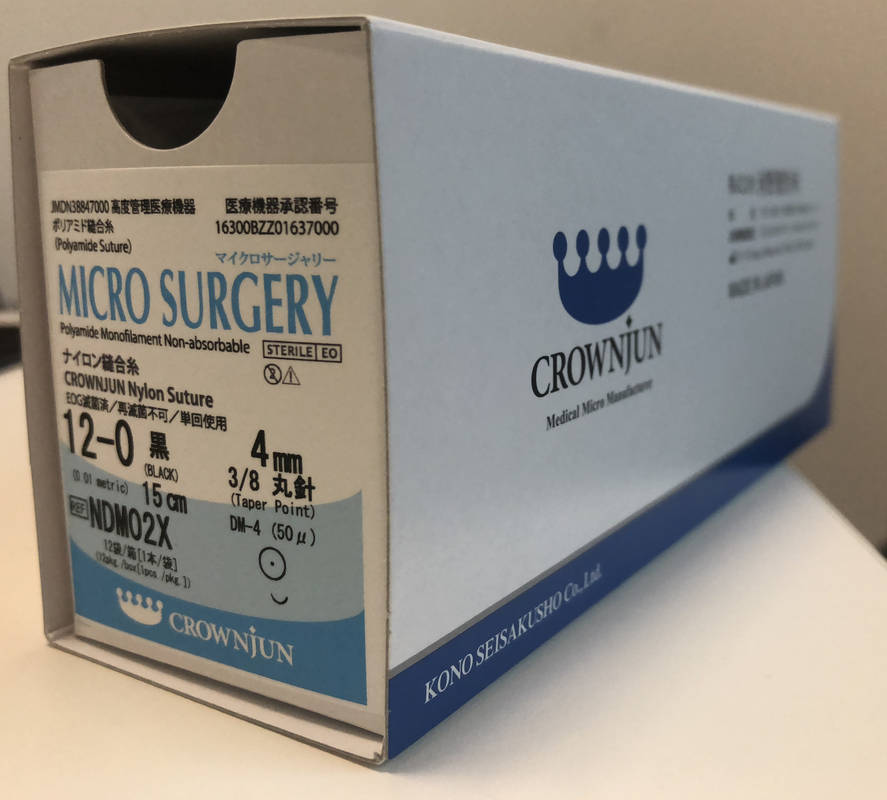 JMDN38847000 高度管理医療機器 医療機器承認番号
ポリアミド縫合糸 16300BZZ01637000
(Polyamide Suture)
マイクロサージャリー
MICRO SURGERY
Polyamide Monofilament Non-absorbable
STERILE EO
ナイロン縫合糸
CROWNJUN Nylon Suture
EOG滅菌済/再滅菌不可/単回使用
12-0 黒 4mm
(BLACK) 3/8 丸針
(0.01 metric) 15cm (Taper Point)
REF NDM02X DM-4 (50μ)
12袋/箱[1本/袋]
(12pkg./box[1pcs /pkg.])
CROWNJUN
CROWNJUN
Medical Micro Manufacturer
KONO SEISAKUSHO Co., Ltd.
MADE IN JAPAN